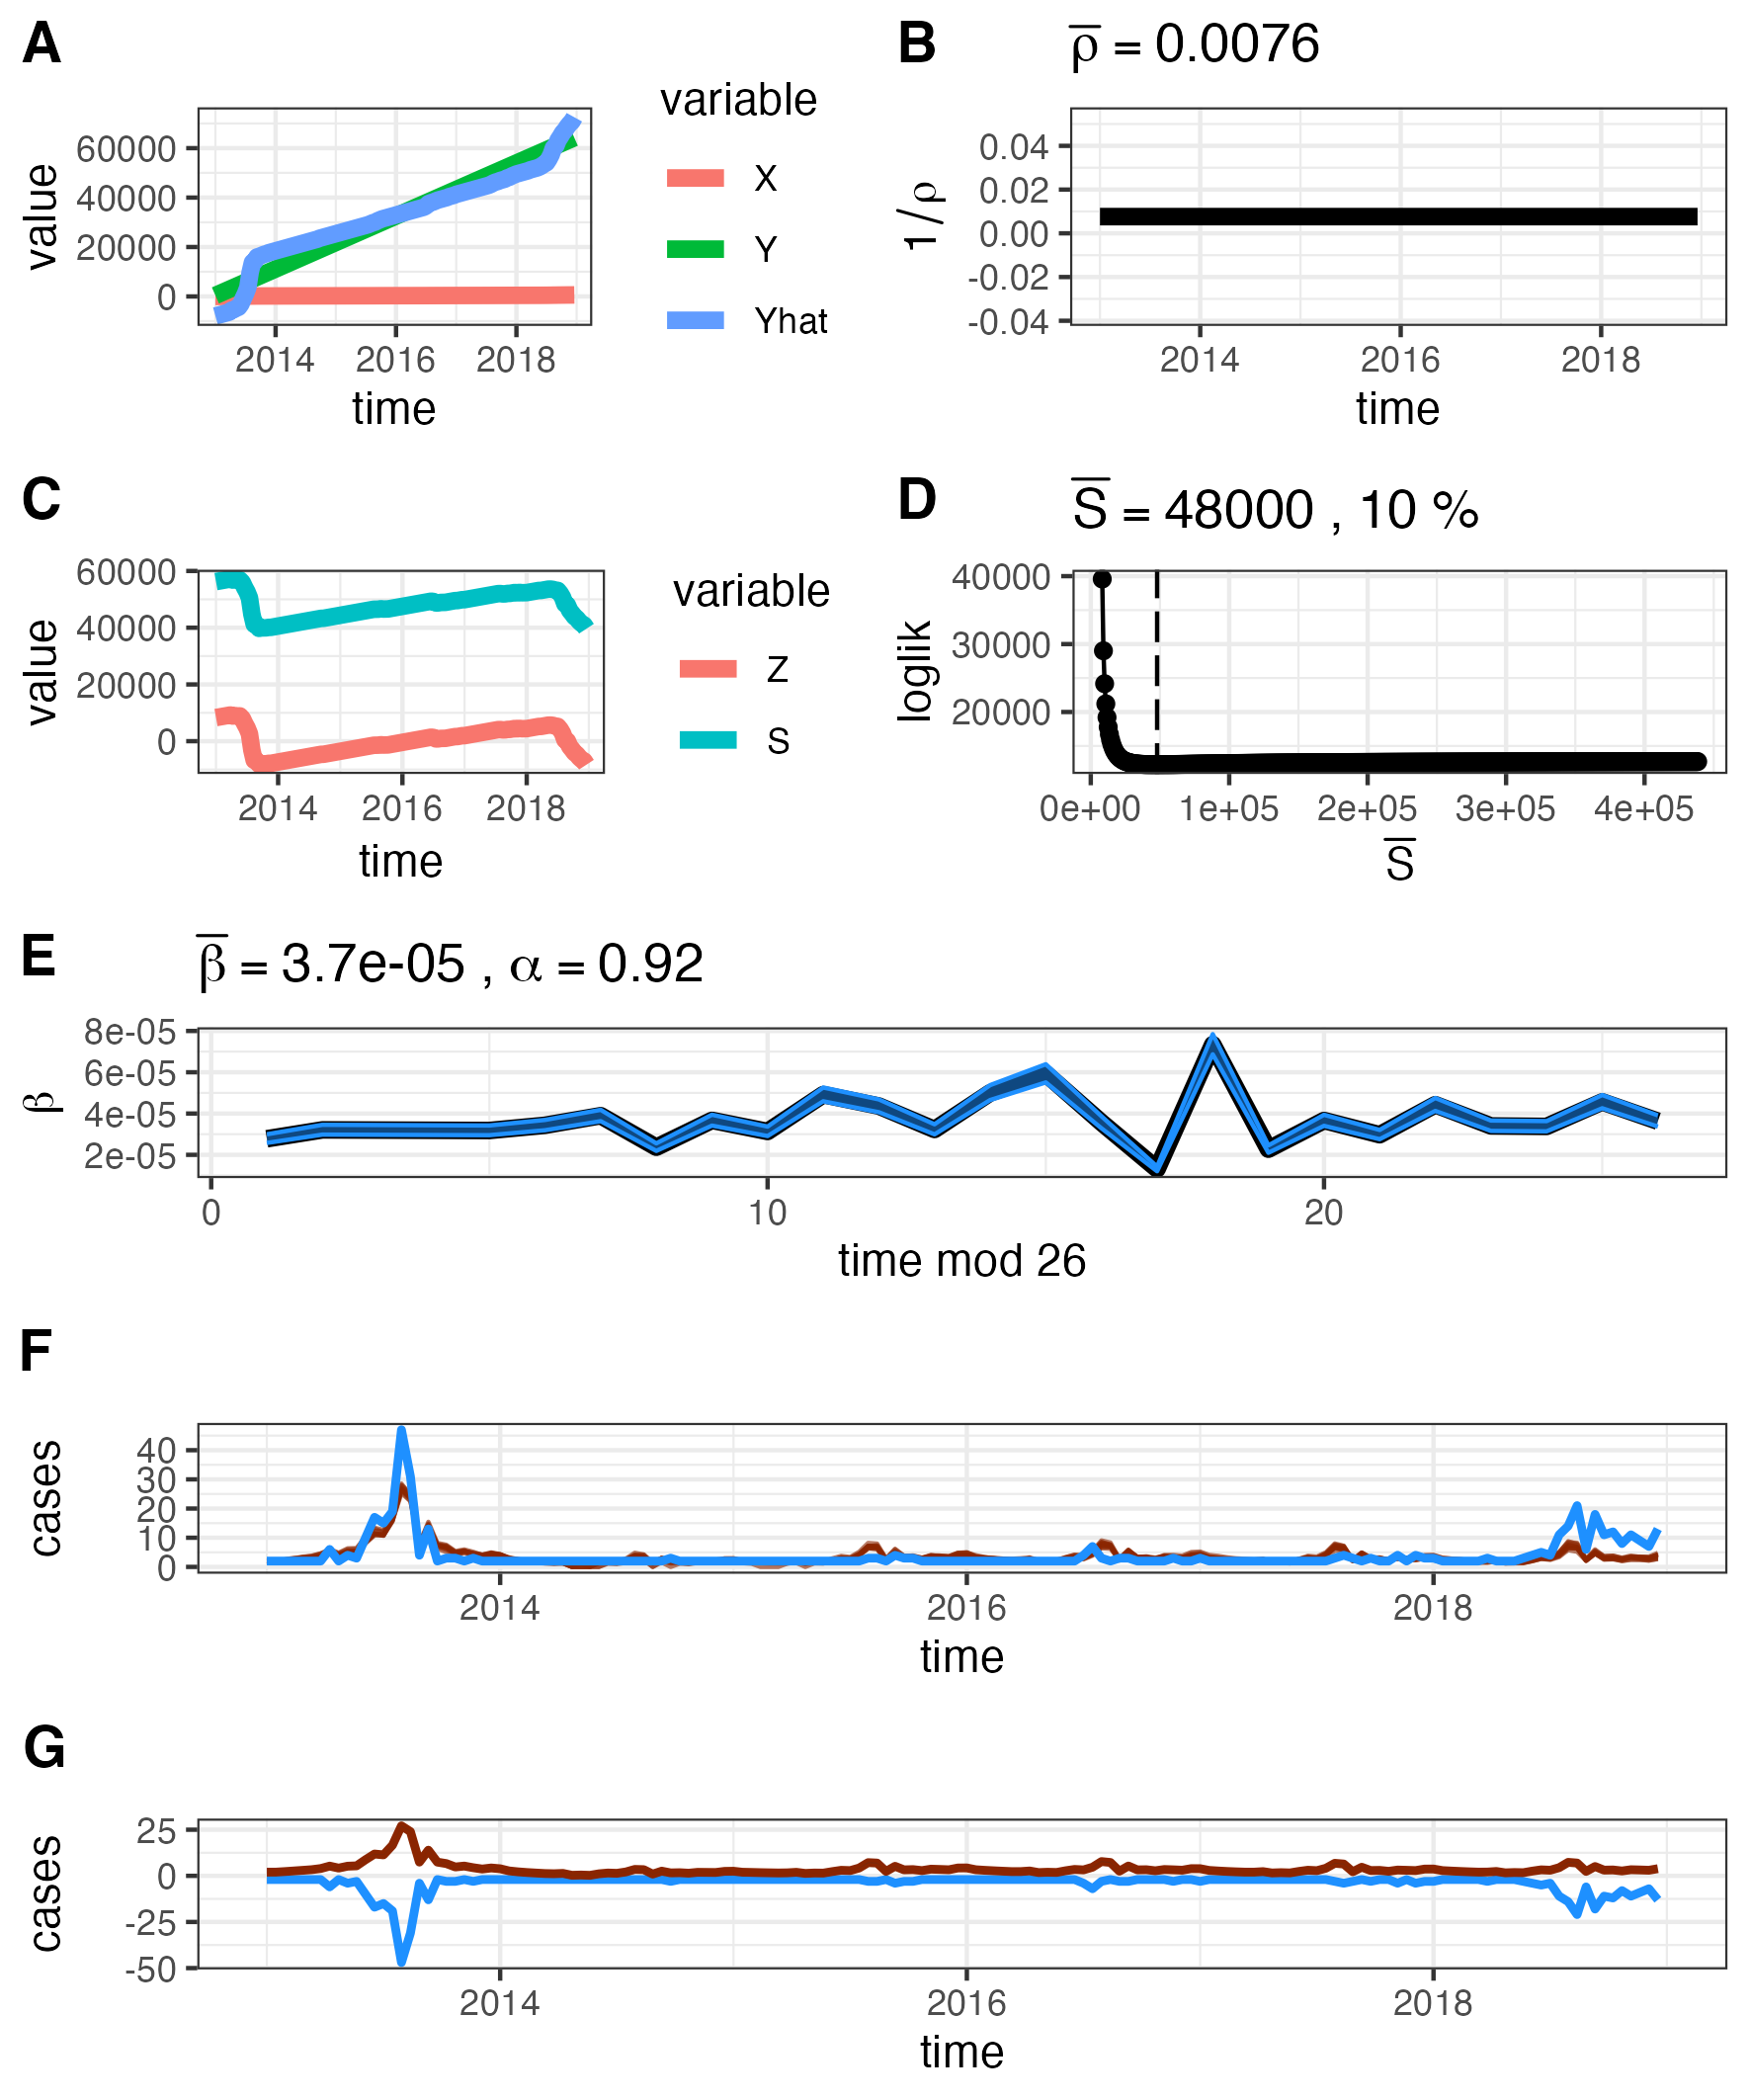 A
variable
value
60000
40000
20000
0
2014 2016 2018
time
X
Y
Yhat
B
ρ̅ = 0.0076
1/ρ
0.04
0.02
0.00
-0.02
-0.04
2014 2016 2018
time
C
value
60000
40000
20000
0
2014 2016 2018
time
variable
Z
S
D
S̅ = 48000 , 10 %
loglik
40000
30000
20000
0e+00 1e+05 2e+05 3e+05 4e+05
S̅
E
β̅ = 3.7e-05 , α = 0.92
β
8e-05
6e-05
4e-05
2e-05
0 10 20
time mod 26
F
cases
40
30
20
10
0
2014 2016 2018
time
G
cases
25
0
-25
-50
2014 2016 2018
time